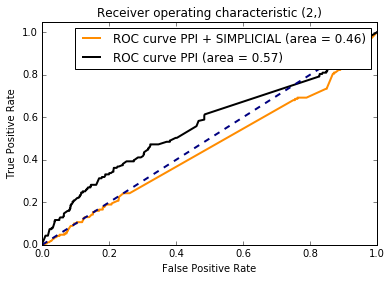 Receiver operating characteristic (2,)
ROC curve PPI + SIMPLICIAL (area = 0.46)
ROC curve PPI (area = 0.57)
True Positive Rate
1.0
0.8
0.6
0.4
0.2
0.0
0.0 0.2 0.4 0.6 0.8 1.0
False Positive Rate